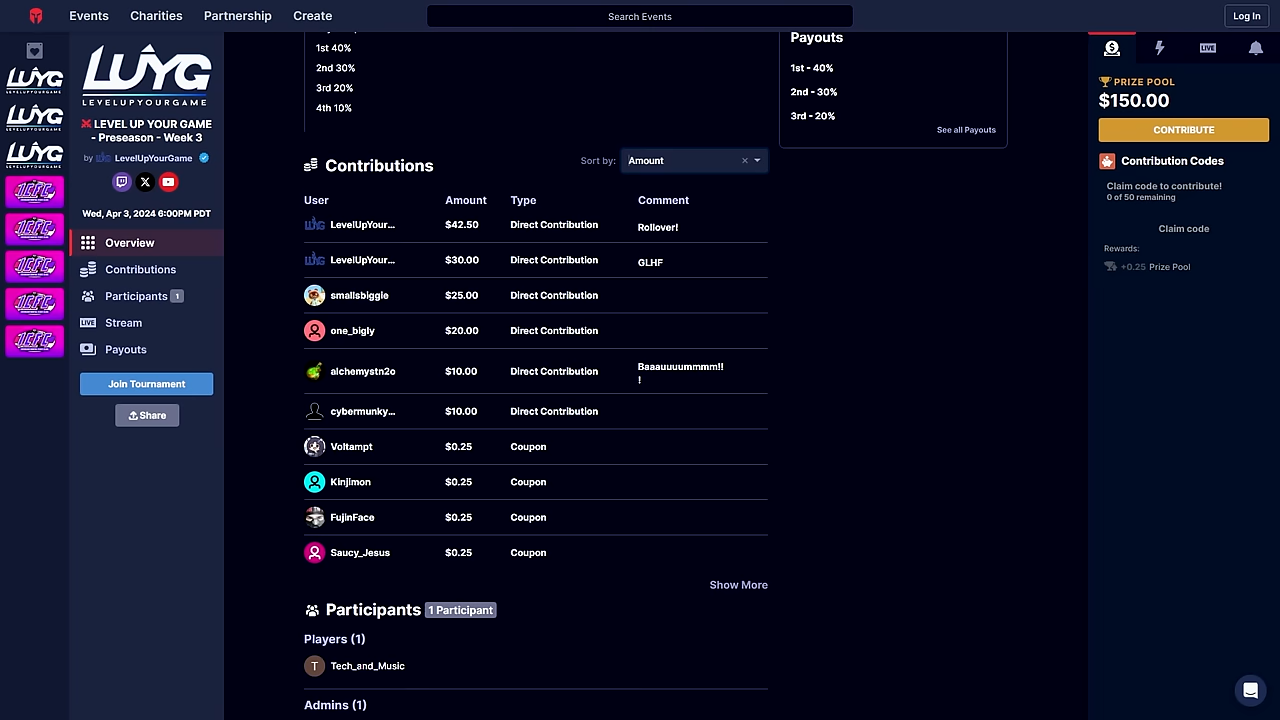 Events
Charities
Partnership
Create
Search Events
Log In
LUYG
LUYG
LUYG
LUYG
LEVELUPYOURGAME
LEVEL UP YOUR GAME
- Preseason - Week 3
by LUYG LevelUpYourGame
Wed, Apr 3, 2024 6:00PM PDT
Overview
Contributions
Participants 1
LIVE Stream
Payouts
Join Tournament
Share
1st 40%
2nd 30%
3rd 20%
4th 10%
Payouts
1st - 40%
2nd - 30%
3rd - 20%
See all Payouts
Contributions
Sort by: Amount
User Amount Type Comment
LevelUpYour... $42.50 Direct Contribution Rollover!
LevelUpYour... $30.00 Direct Contribution GLHF
smallsbiggle $25.00 Direct Contribution
one_bigly $20.00 Direct Contribution
alchemystn2o $10.00 Direct Contribution Baaauuuummmm!!
!
cybermunky... $10.00 Direct Contribution
Voltampt $0.25 Coupon
Kinjimon $0.25 Coupon
FujinFace $0.25 Coupon
Saucy_Jesus $0.25 Coupon
Show More
Participants 1 Participant
Players (1)
T Tech_and_Music
Admins (1)
LIVE
PRIZE POOL
$150.00
CONTRIBUTE
Contribution Codes
Claim code to contribute!
0 of 50 remaining
Claim code
Rewards:
+0.25 Prize Pool